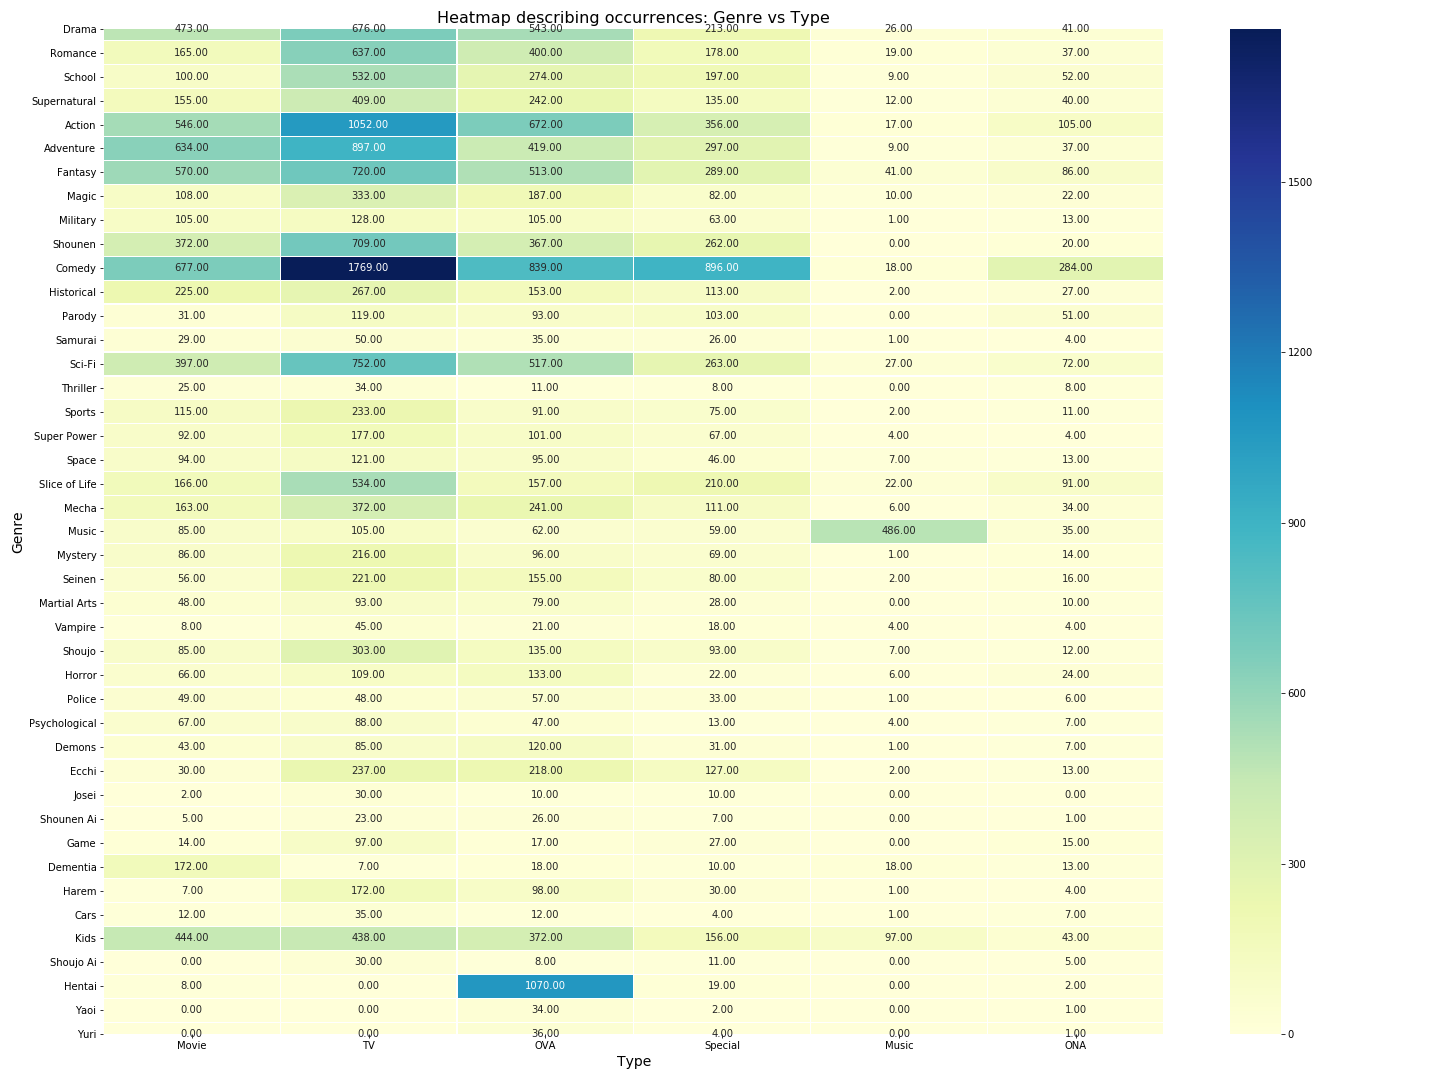 Heatmap describing occurrences: Genre vs Type
Drama 473.00 676.00 543.00 213.00 26.00 41.00
Romance 165.00 637.00 400.00 178.00 19.00 37.00
School 100.00 532.00 274.00 197.00 9.00 52.00
Supernatural 155.00 409.00 242.00 135.00 12.00 40.00
Action 546.00 1052.00 672.00 356.00 17.00 105.00
Adventure 634.00 897.00 419.00 297.00 9.00 37.00
Fantasy 570.00 720.00 513.00 289.00 41.00 86.00
Magic 108.00 333.00 187.00 82.00 10.00 22.00
Military 105.00 128.00 105.00 63.00 1.00 13.00
Shounen 372.00 709.00 367.00 262.00 0.00 20.00
Comedy 677.00 1769.00 839.00 896.00 18.00 284.00
Historical 225.00 267.00 153.00 113.00 2.00 27.00
Parody 31.00 119.00 93.00 103.00 0.00 51.00
Samurai 29.00 50.00 35.00 26.00 1.00 4.00
Sci-Fi 397.00 752.00 517.00 263.00 27.00 72.00
Thriller 25.00 34.00 11.00 8.00 0.00 8.00
Sports 115.00 233.00 91.00 75.00 2.00 11.00
Super Power 92.00 177.00 101.00 67.00 4.00 4.00
Space 94.00 121.00 95.00 46.00 7.00 13.00
Slice of Life 166.00 534.00 157.00 210.00 22.00 91.00
Mecha 163.00 372.00 241.00 111.00 6.00 34.00
Music 85.00 105.00 62.00 59.00 486.00 35.00
Mystery 86.00 216.00 96.00 69.00 1.00 14.00
Seinen 56.00 221.00 155.00 80.00 2.00 16.00
Martial Arts 48.00 93.00 79.00 28.00 0.00 10.00
Vampire 8.00 45.00 21.00 18.00 4.00 4.00
Shoujo 85.00 303.00 135.00 93.00 7.00 12.00
Horror 66.00 109.00 133.00 22.00 6.00 24.00
Police 49.00 48.00 57.00 33.00 1.00 6.00
Psychological 67.00 88.00 47.00 13.00 4.00 7.00
Demons 43.00 85.00 120.00 31.00 1.00 7.00
Ecchi 30.00 237.00 218.00 127.00 2.00 13.00
Josei 2.00 30.00 10.00 10.00 0.00 0.00
Shounen Ai 5.00 23.00 26.00 7.00 0.00 1.00
Game 14.00 97.00 17.00 27.00 0.00 15.00
Dementia 172.00 7.00 18.00 10.00 18.00 13.00
Harem 7.00 172.00 98.00 30.00 1.00 4.00
Cars 12.00 35.00 12.00 4.00 1.00 7.00
Kids 444.00 438.00 372.00 156.00 97.00 43.00
Shoujo Ai 0.00 30.00 8.00 11.00 0.00 5.00
Hentai 8.00 0.00 1070.00 19.00 0.00 2.00
Yaoi 0.00 0.00 34.00 2.00 0.00 1.00
Yuri 0.00 0.00 36.00 4.00 0.00 1.00
Movie TV OVA Special Music ONA
Type
Genre
1500
1200
900
600
300
0